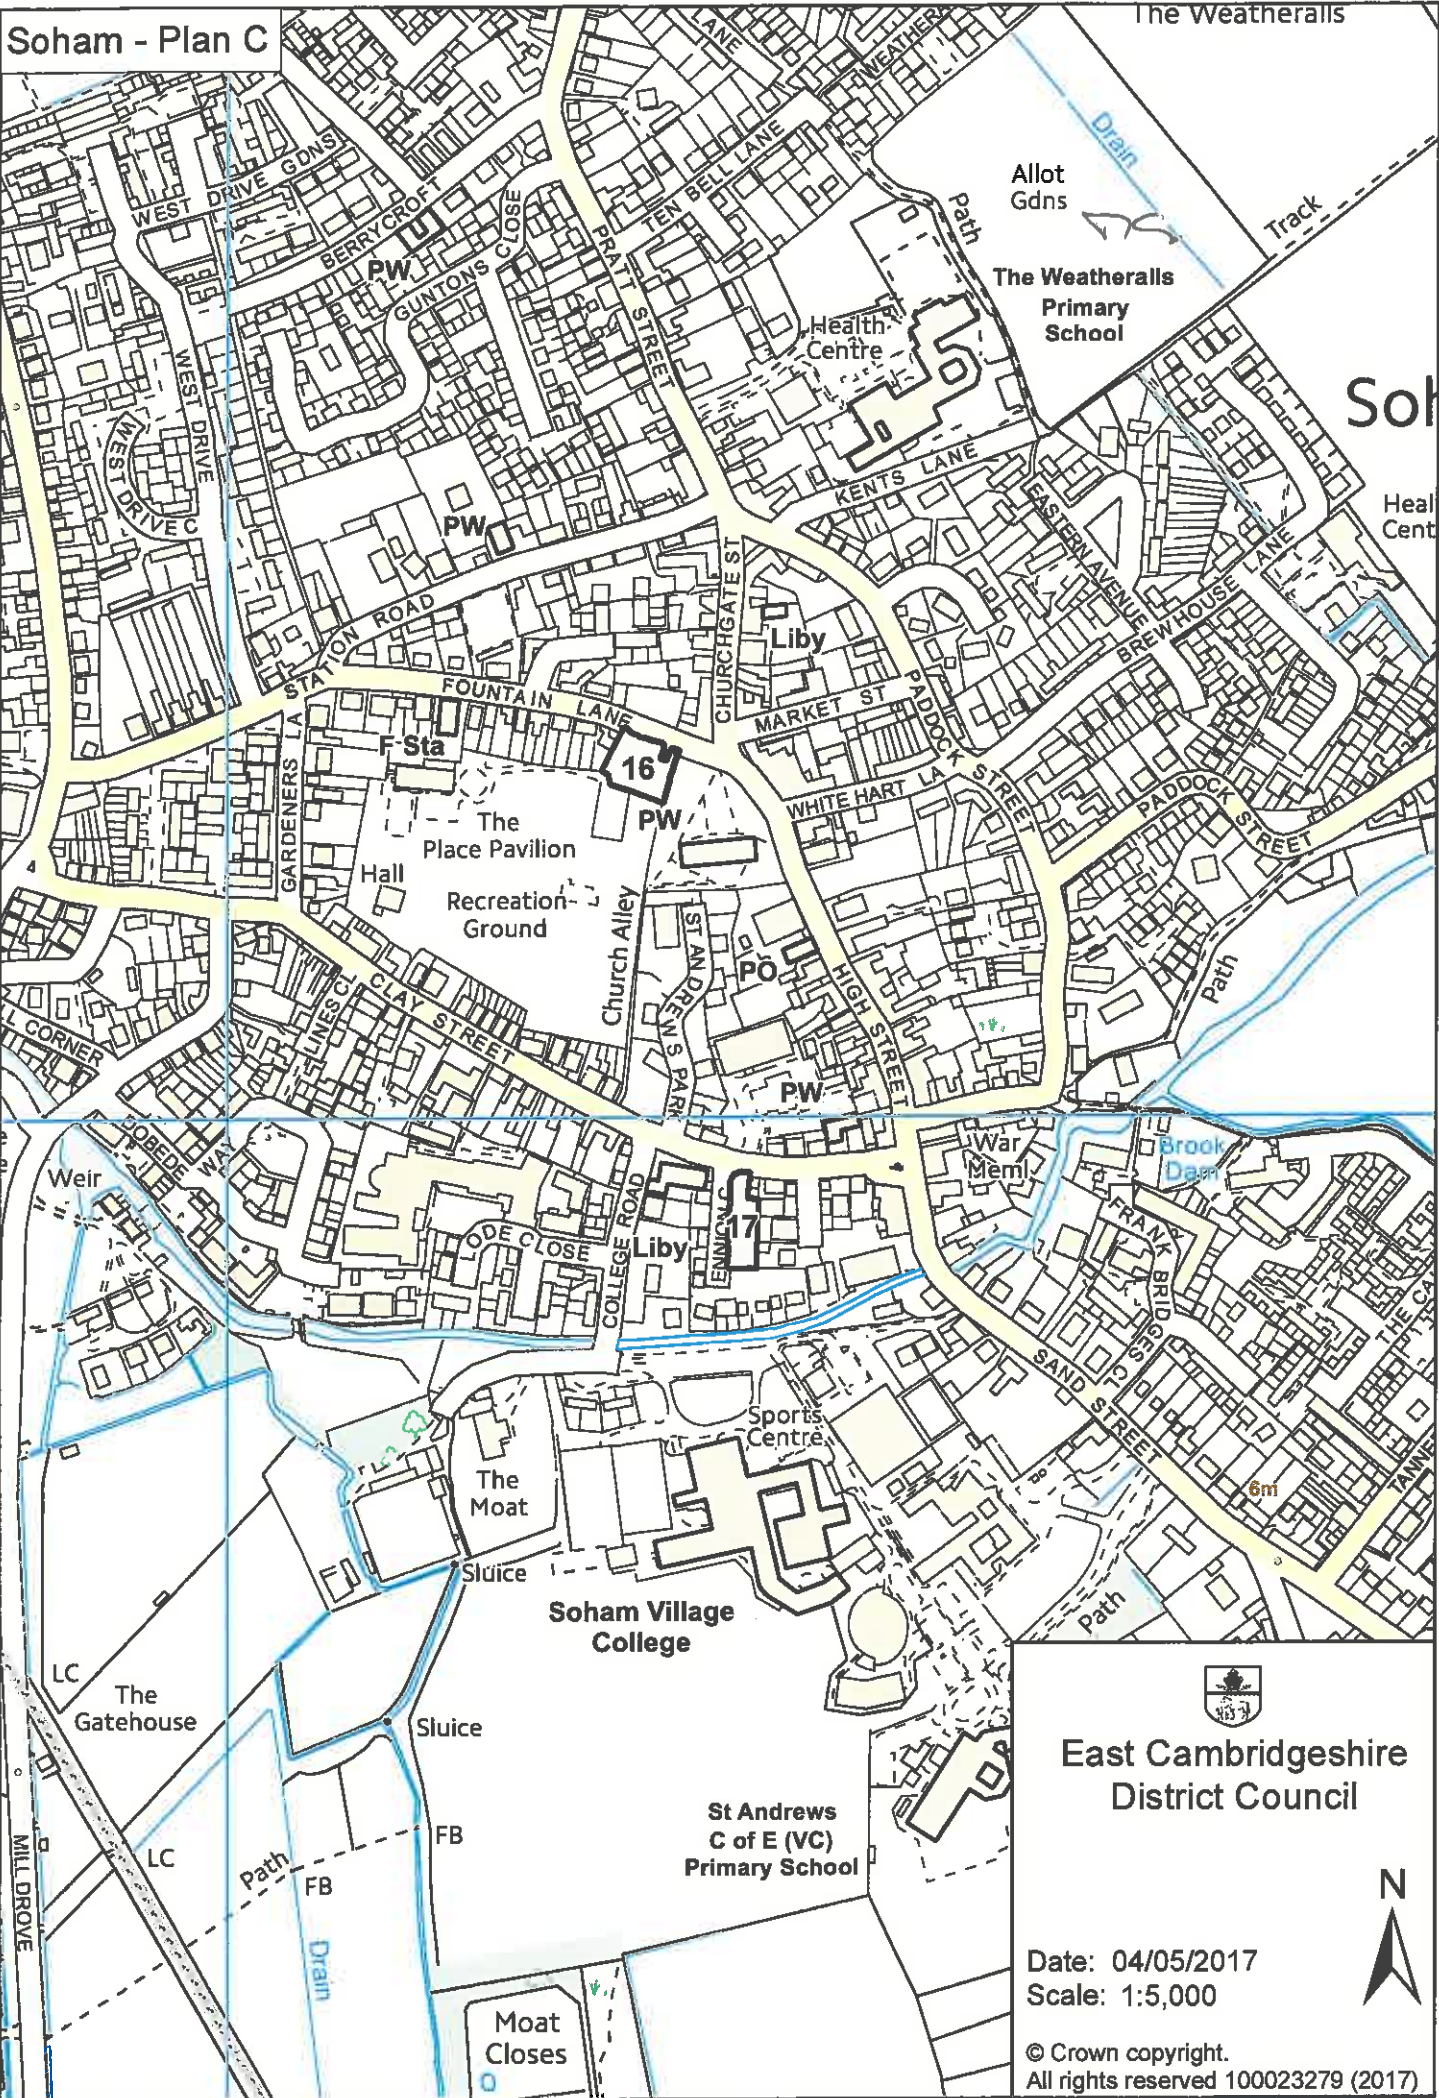 Soham - Plan C
The Weatheralls
LANE
WEATHER
Drain
Allot
Gdns
Track
Path
The Weatheralls
Primary
School
WEST DRIVE GDNS
BERRYCROFT
PW
GUNTONS CLOSE
TEN BELL LANE
PRATT STREET
Health
Centre
WEST DRIVE
WEST DRIVE C
Soh
Heal
Cent
KENTS LANE
PW
EASTERN AVENUE
BREWHOUSE LANE
STATION ROAD
CHURCHGATE ST
Liby
FOUNTAIN LANE
MARKET ST
PADDOCK STREET
F Sta
16
GARDENERS LA
PW
WHITE HART LA
PADDOCK STREET
The
Place Pavilion
4
Hall
Recreation
Ground
Church Alley
ST ANDREWS PARK
PO
HIGH STREET
Path
CLAY STREET
LINES CL
L CORNER
PW
War
Meml
Brook
Dam
Weir
OBEDE WAY
COLLEGE ROAD
ODE CLOSE
Liby
ENNION C
17
FRANK BRIDGES CL
THE CA
SAND STREET
Sports
Centre
The
Moat
6m
TANNE
Sluice
Soham Village
College
Path
LC
The
Gatehouse
Sluice
St Andrews
C of E (VC)
Primary School
FB
LC
Path
FB
MILL DROVE
Drain
Moat
Closes
East Cambridgeshire
District Council
N
Date: 04/05/2017
Scale: 1:5,000
© Crown copyright.
All rights reserved 100023279 (2017)